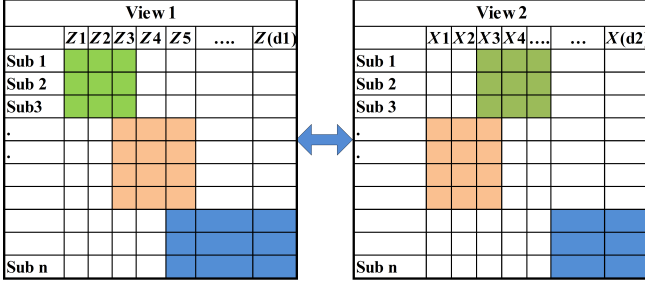 View 1
Z1 Z2 Z3 Z4 Z5 .... Z(d1)
Sub 1
Sub 2
Sub3
.
.
Sub n
View 2
X1 X2 X3 X4 .... ... X(d2)
Sub 1
Sub 2
Sub 3
.
.
Sub n